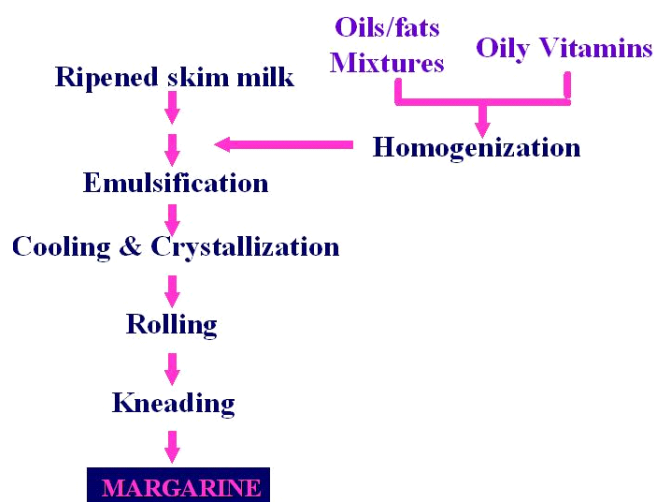 Oils/fats
Mixtures
Oily Vitamins
Ripened skim milk
Homogenization
Emulsification
Cooling & Crystallization
Rolling
Kneading
MARGARINE